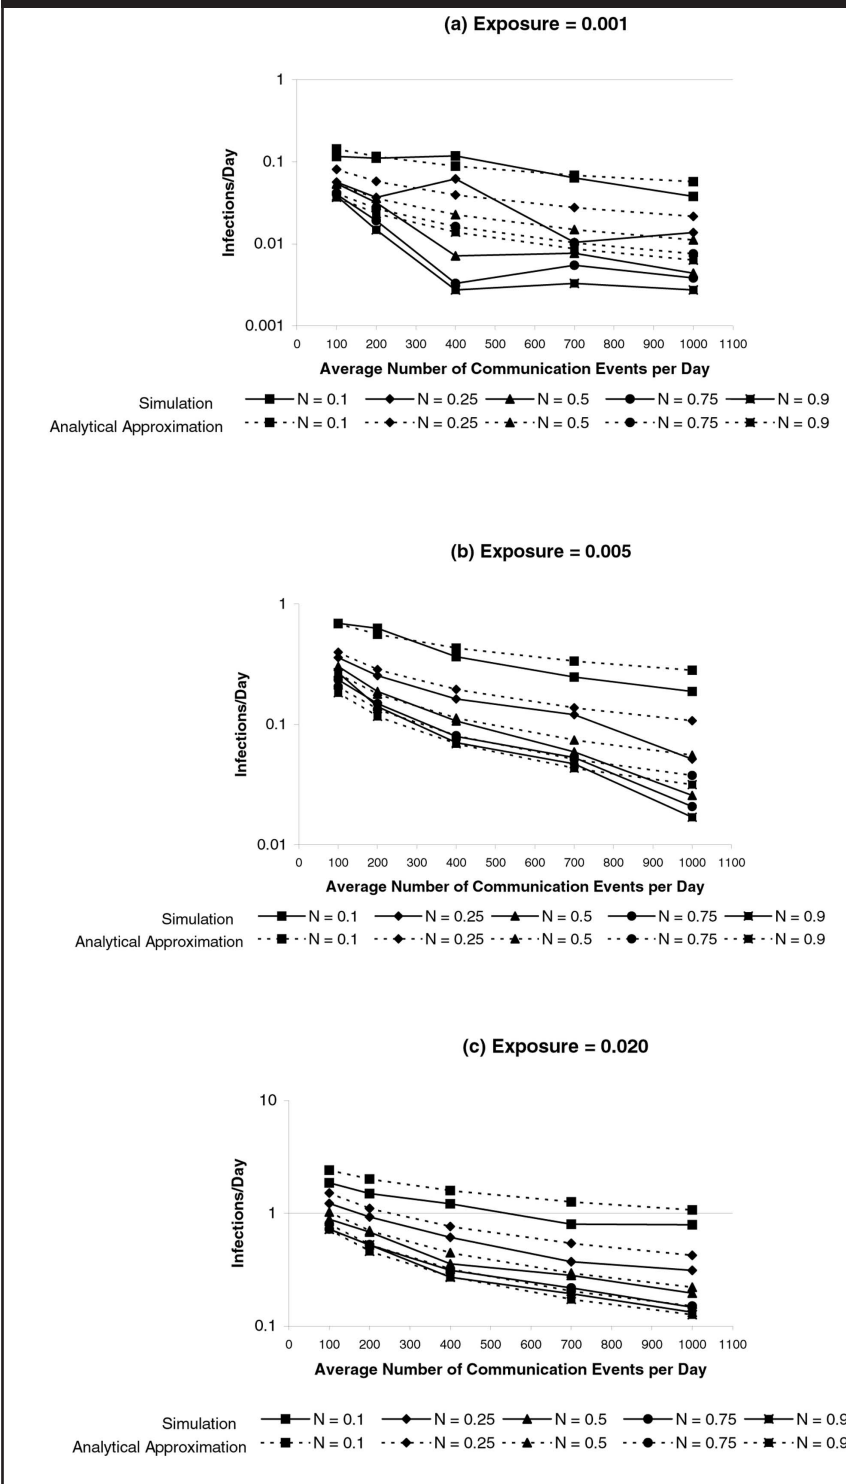 (a) Exposure = 0.001
1
0.1
0.01
0.001
Infections/Day
0 100 200 300 400 500 600 700 800 900 1000 1100
Average Number of Communication Events per Day
Simulation N = 0.1 N = 0.25 N = 0.5 N = 0.75 N = 0.9
Analytical Approximation N = 0.1 N = 0.25 N = 0.5 N = 0.75 N = 0.9
(b) Exposure = 0.005
1
0.1
0.01
Infections/Day
0 100 200 300 400 500 600 700 800 900 1000 1100
Average Number of Communication Events per Day
Simulation N = 0.1 N = 0.25 N = 0.5 N = 0.75 N = 0.9
Analytical Approximation N = 0.1 N = 0.25 N = 0.5 N = 0.75 N = 0.9
(c) Exposure = 0.020
10
1
0.1
Infections/Day
0 100 200 300 400 500 600 700 800 900 1000 1100
Average Number of Communication Events per Day
Simulation N = 0.1 N = 0.25 N = 0.5 N = 0.75 N = 0.9
Analytical Approximation N = 0.1 N = 0.25 N = 0.5 N = 0.75 N = 0.9